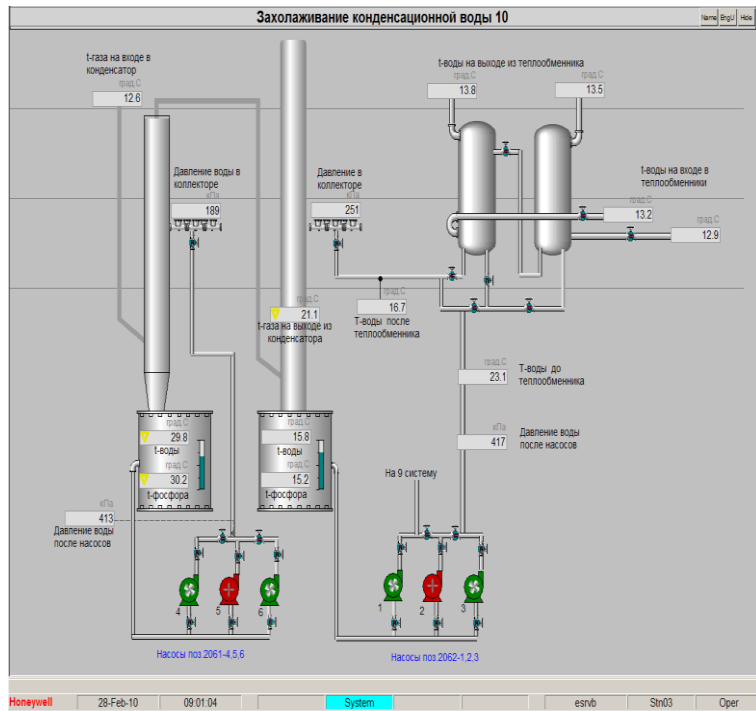 Захолаживание конденсационной воды 10
Name EngU Hide
t-газа на входе в
конденсатор
град.С
12.6
t-воды на выходе из теплообменника
град.С
13.8
град.С
13.5
Давление воды в
коллекторе
кПа
189
Давление в
коллекторе
кПа
251
t-воды на входе в
теплообменники
град.С
13.2
град.С
12.9
град.С
21.1
t-газа на выходе из
конденсатора
град.С
16.7
Т-воды после
теплообменника
град.С
23.1
Т-воды до
теплообменника
кПа
417
Давление воды
после насосов
град.С
29.8
t-воды
град.С
30.2
t-фосфора
град.С
15.8
t-воды
град.С
15.2
t-фосфора
На 9 систему
кПа
413
Давление воды
после насосов
4 5 6
1 2 3
Насосы поз.2061-4,5,6
Насосы поз.2062-1,2,3
Honeywell 28-Feb-10 09:01:04 System esrvb Stn03 Oper